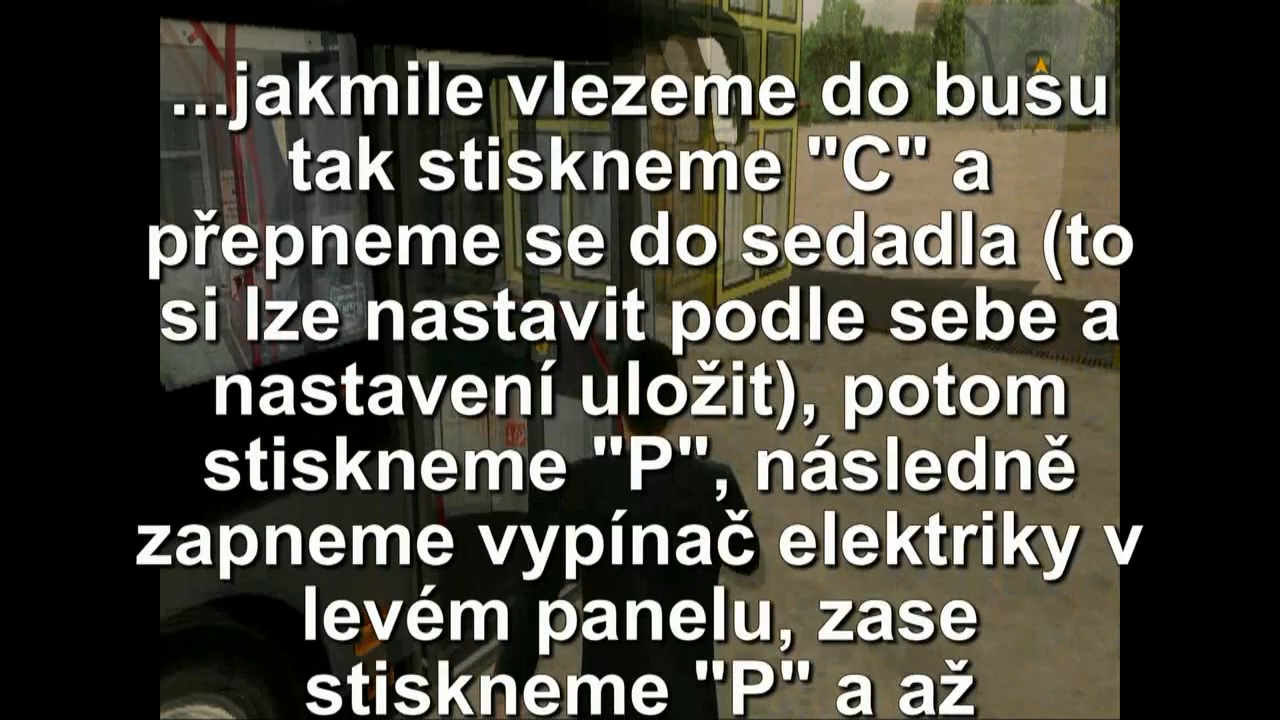 ...jakmile vlezeme do busu
tak stiskneme "C" a
přepneme se do sedadla (to
si lze nastavit podle sebe a
nastavení uložit), potom
stiskneme "P", následně
zapneme vypínač elektriky v
levém panelu, zase
stiskneme "P" a až